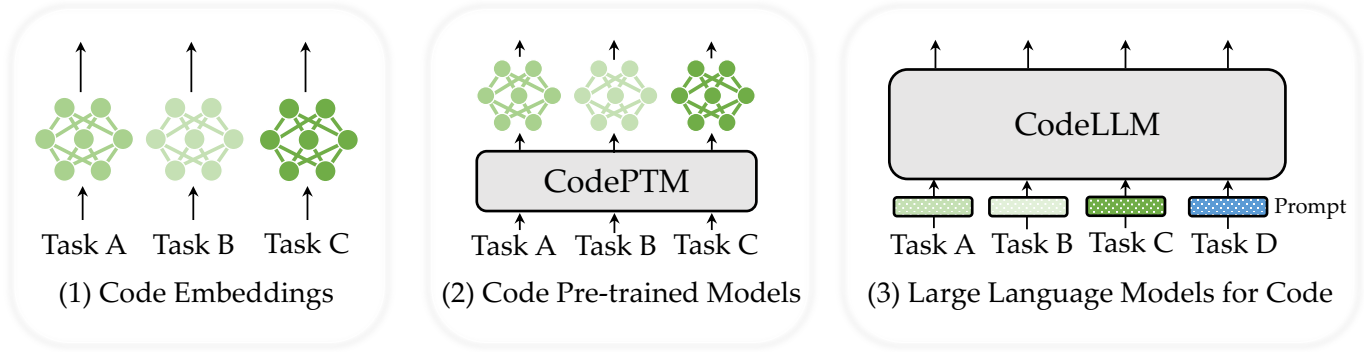 Task A Task B Task C
(1) Code Embeddings
CodePTM
Task A Task B Task C
(2) Code Pre-trained Models
CodeLLM
Prompt
Task A Task B Task C Task D
(3) Large Language Models for Code